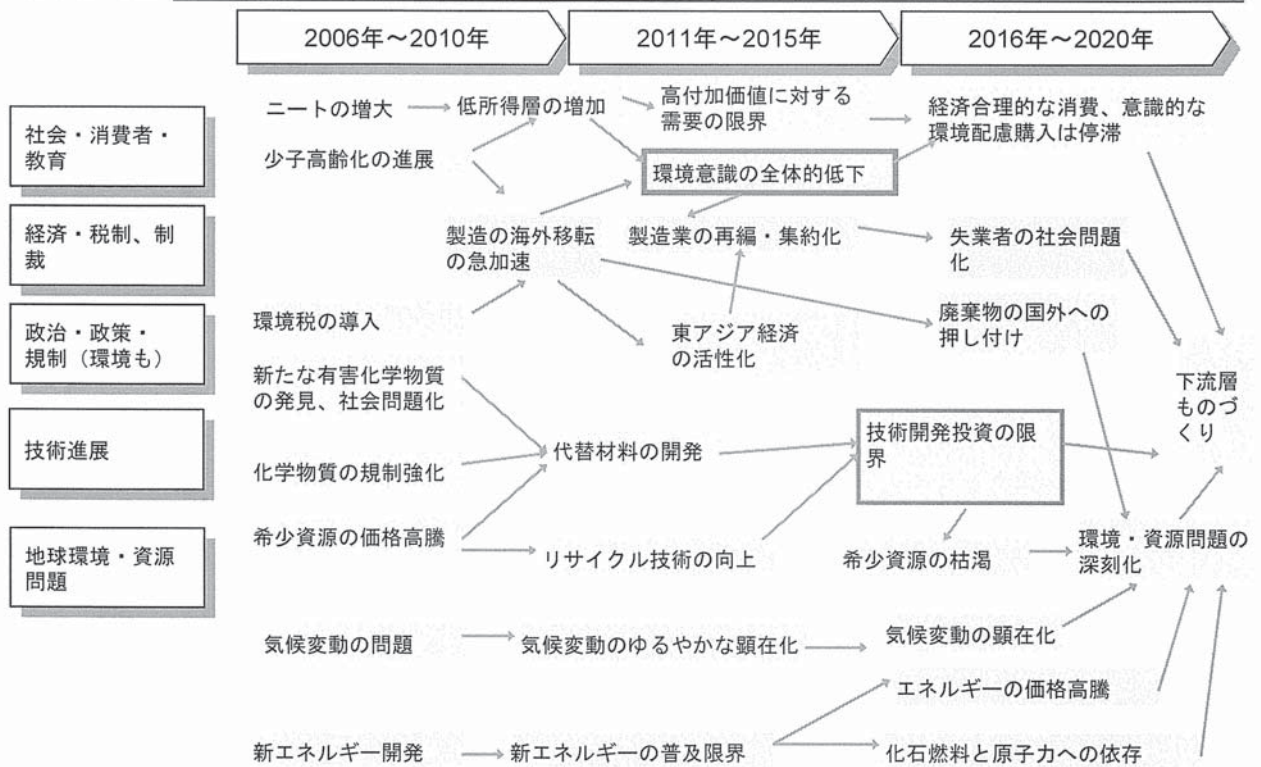 2006年～2010年
2011年～2015年
2016年～2020年
社会・消費者・
教育
経済・税制、制
裁
政治・政策・
規制（環境も）
技術進展
地球環境・資源
問題
ニートの増大
低所得層の増加
高付加価値に対する
需要の限界
経済合理的な消費、意識的な
環境配慮購入は停滞
少子高齢化の進展
環境意識の全体的低下
製造の海外移転
の急加速
製造業の再編・集約化
失業者の社会問題
化
環境税の導入
東アジア経済
の活性化
廃棄物の国外への
押し付け
新たな有害化学物質
の発見、社会問題化
下流層
ものづ
くり
代替材料の開発
技術開発投資の限
界
化学物質の規制強化
希少資源の価格高騰
リサイクル技術の向上
希少資源の枯渇
環境・資源問題の
深刻化
気候変動の問題
気候変動のゆるやかな顕在化
気候変動の顕在化
エネルギーの価格高騰
新エネルギー開発
新エネルギーの普及限界
化石燃料と原子力への依存